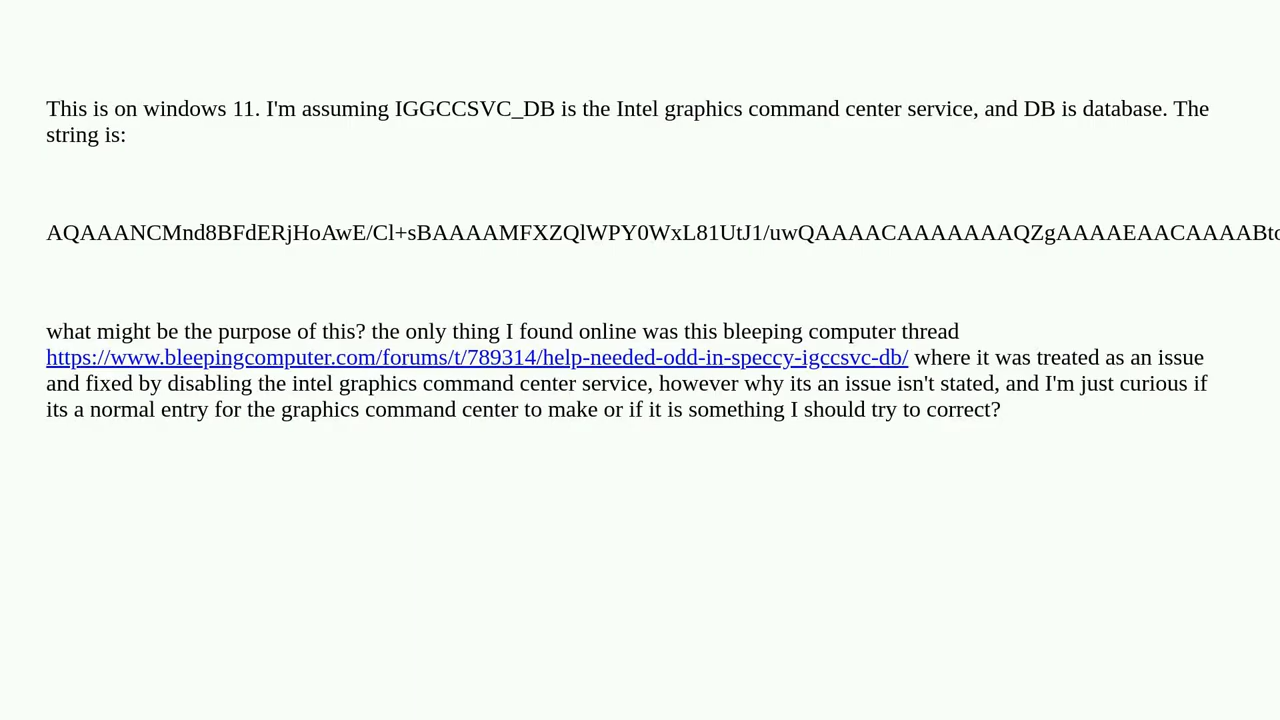 This is on windows 11. I'm assuming IGGCCSVC_DB is the Intel graphics command center service, and DB is database. The
string is:
AQAAANCMnd8BFdERjHoAwE/Cl+sBAAAAMFXZQlWPY0WxL81UtJ1/uwQAAAACAAAAAAAQZgAAAAEAACAAAABto
what might be the purpose of this? the only thing I found online was this bleeping computer thread
https://www.bleepingcomputer.com/forums/t/789314/help-needed-odd-in-speccy-igccsvc-db/ where it was treated as an issue
and fixed by disabling the intel graphics command center service, however why its an issue isn't stated, and I'm just curious if
its a normal entry for the graphics command center to make or if it is something I should try to correct?